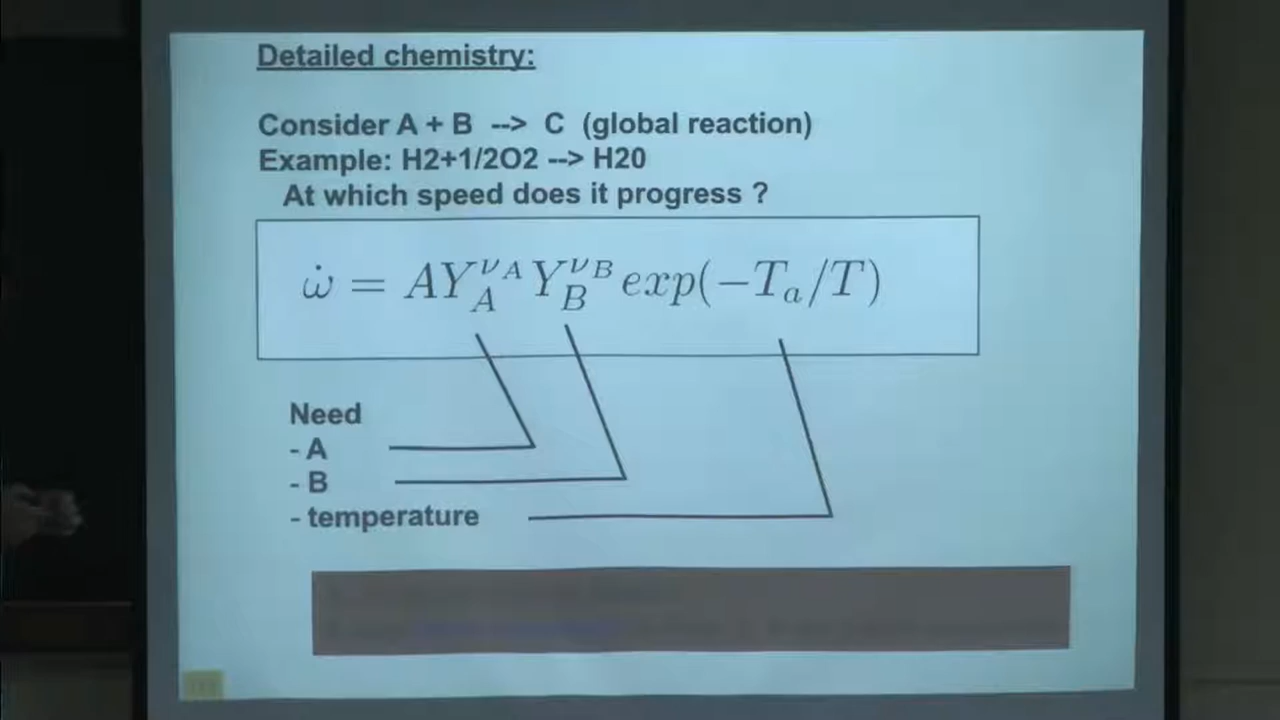 Detailed chemistry:
Consider A + B --> C (global reaction)
Example: H2+1/2O2 --> H20
At which speed does it progress ?
ω̇ = AY_A^{ν_A} Y_B^{ν_B} exp(−T_a/T)
Need
- A
- B
- temperature